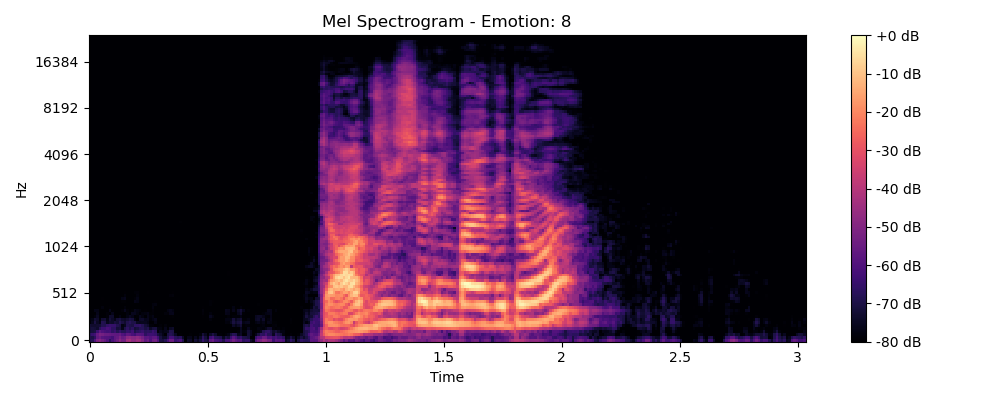 Mel Spectrogram - Emotion: 8
Hz
16384
8192
4096
2048
1024
512
0
0
0.5
1
1.5
2
2.5
3
Time
+0 dB
-10 dB
-20 dB
-30 dB
-40 dB
-50 dB
-60 dB
-70 dB
-80 dB